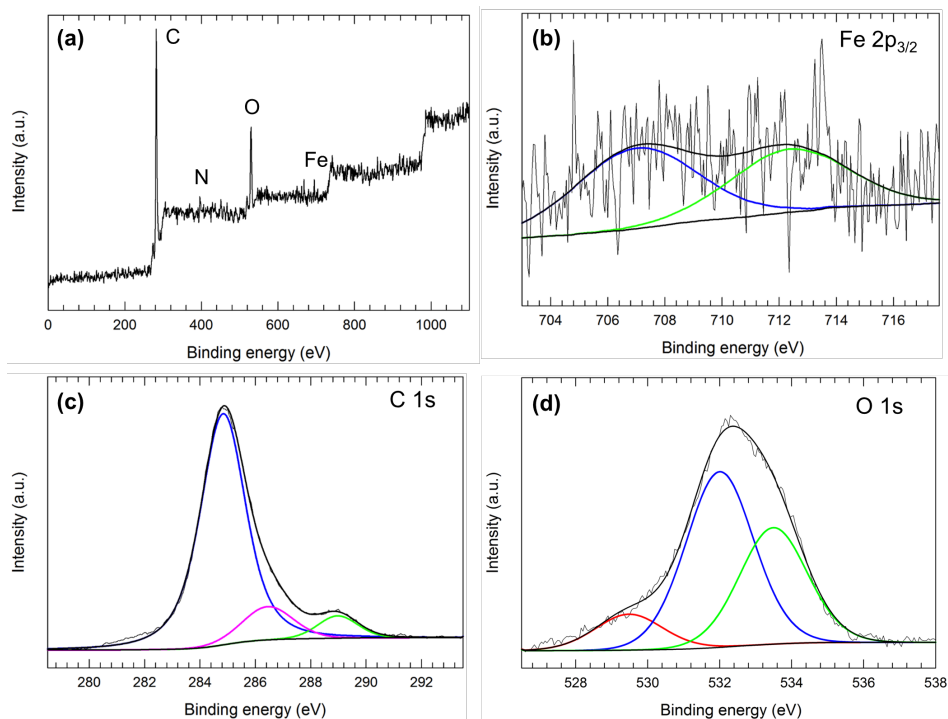 (a)
C
O
N
Fe
Intensity (a.u.)
0 200 400 600 800 1000
Binding energy (eV)
(b)
Fe 2p3/2
Intensity (a.u.)
704 706 708 710 712 714 716
Binding energy (eV)
(c)
C 1s
Intensity (a.u.)
280 282 284 286 288 290 292
Binding energy (eV)
(d)
O 1s
Intensity (a.u.)
528 530 532 534 536 538
Binding energy (eV)